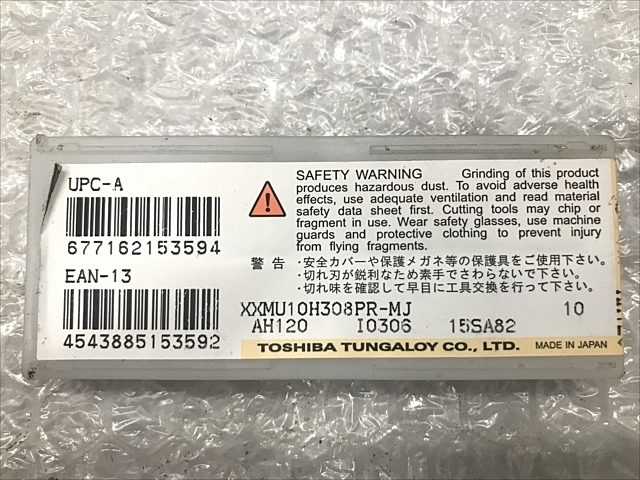 UPC-A
677162153594
EAN-13
4543885153592
SAFETY WARNING Grinding of this product
produces hazardous dust. To avoid adverse health
effects, use adequate ventilation and read material
safety data sheet first. Cutting tools may chip or
fragment in use. Wear safety glasses, use machine
guards and protective clothing to prevent injury
from flying fragments.
警告 ・安全カバーや保護メガネ等の保護具をご使用下さい。
・切れ刃が鋭利なため素手でさわらないで下さい。
・切れ味を確認して早目に工具交換を行って下さい。
XXMU10H308PR-MJ 10
AH120 I0306 15SA82
TOSHIBA TUNGALOY CO., LTD. MADE IN JAPAN